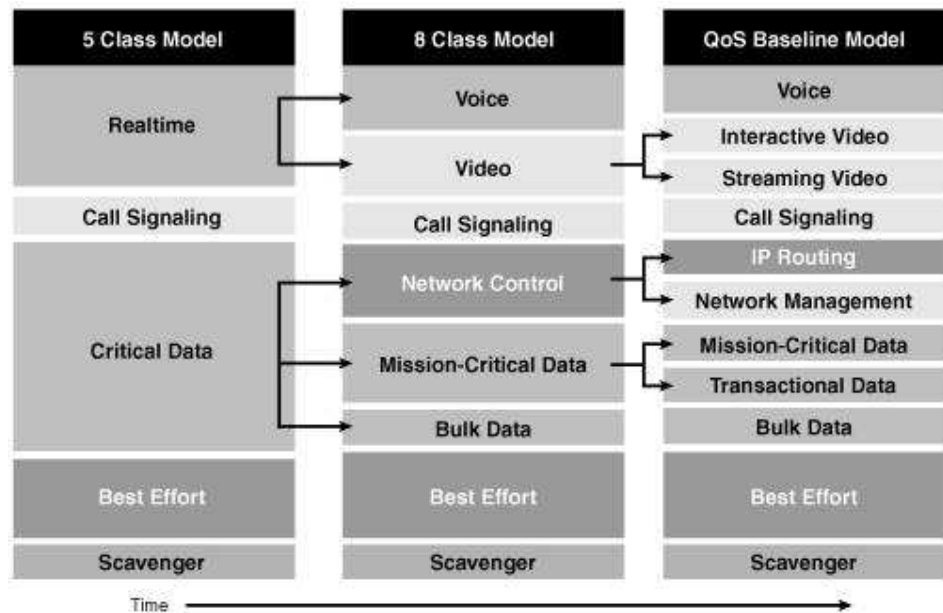 5 Class Model
Realtime
Call Signaling
Critical Data
Best Effort
Scavenger
8 Class Model
Voice
Video
Call Signaling
Network Control
Mission-Critical Data
Bulk Data
Best Effort
Scavenger
QoS Baseline Model
Voice
Interactive Video
Streaming Video
Call Signaling
IP Routing
Network Management
Mission-Critical Data
Transactional Data
Bulk Data
Best Effort
Scavenger
Time